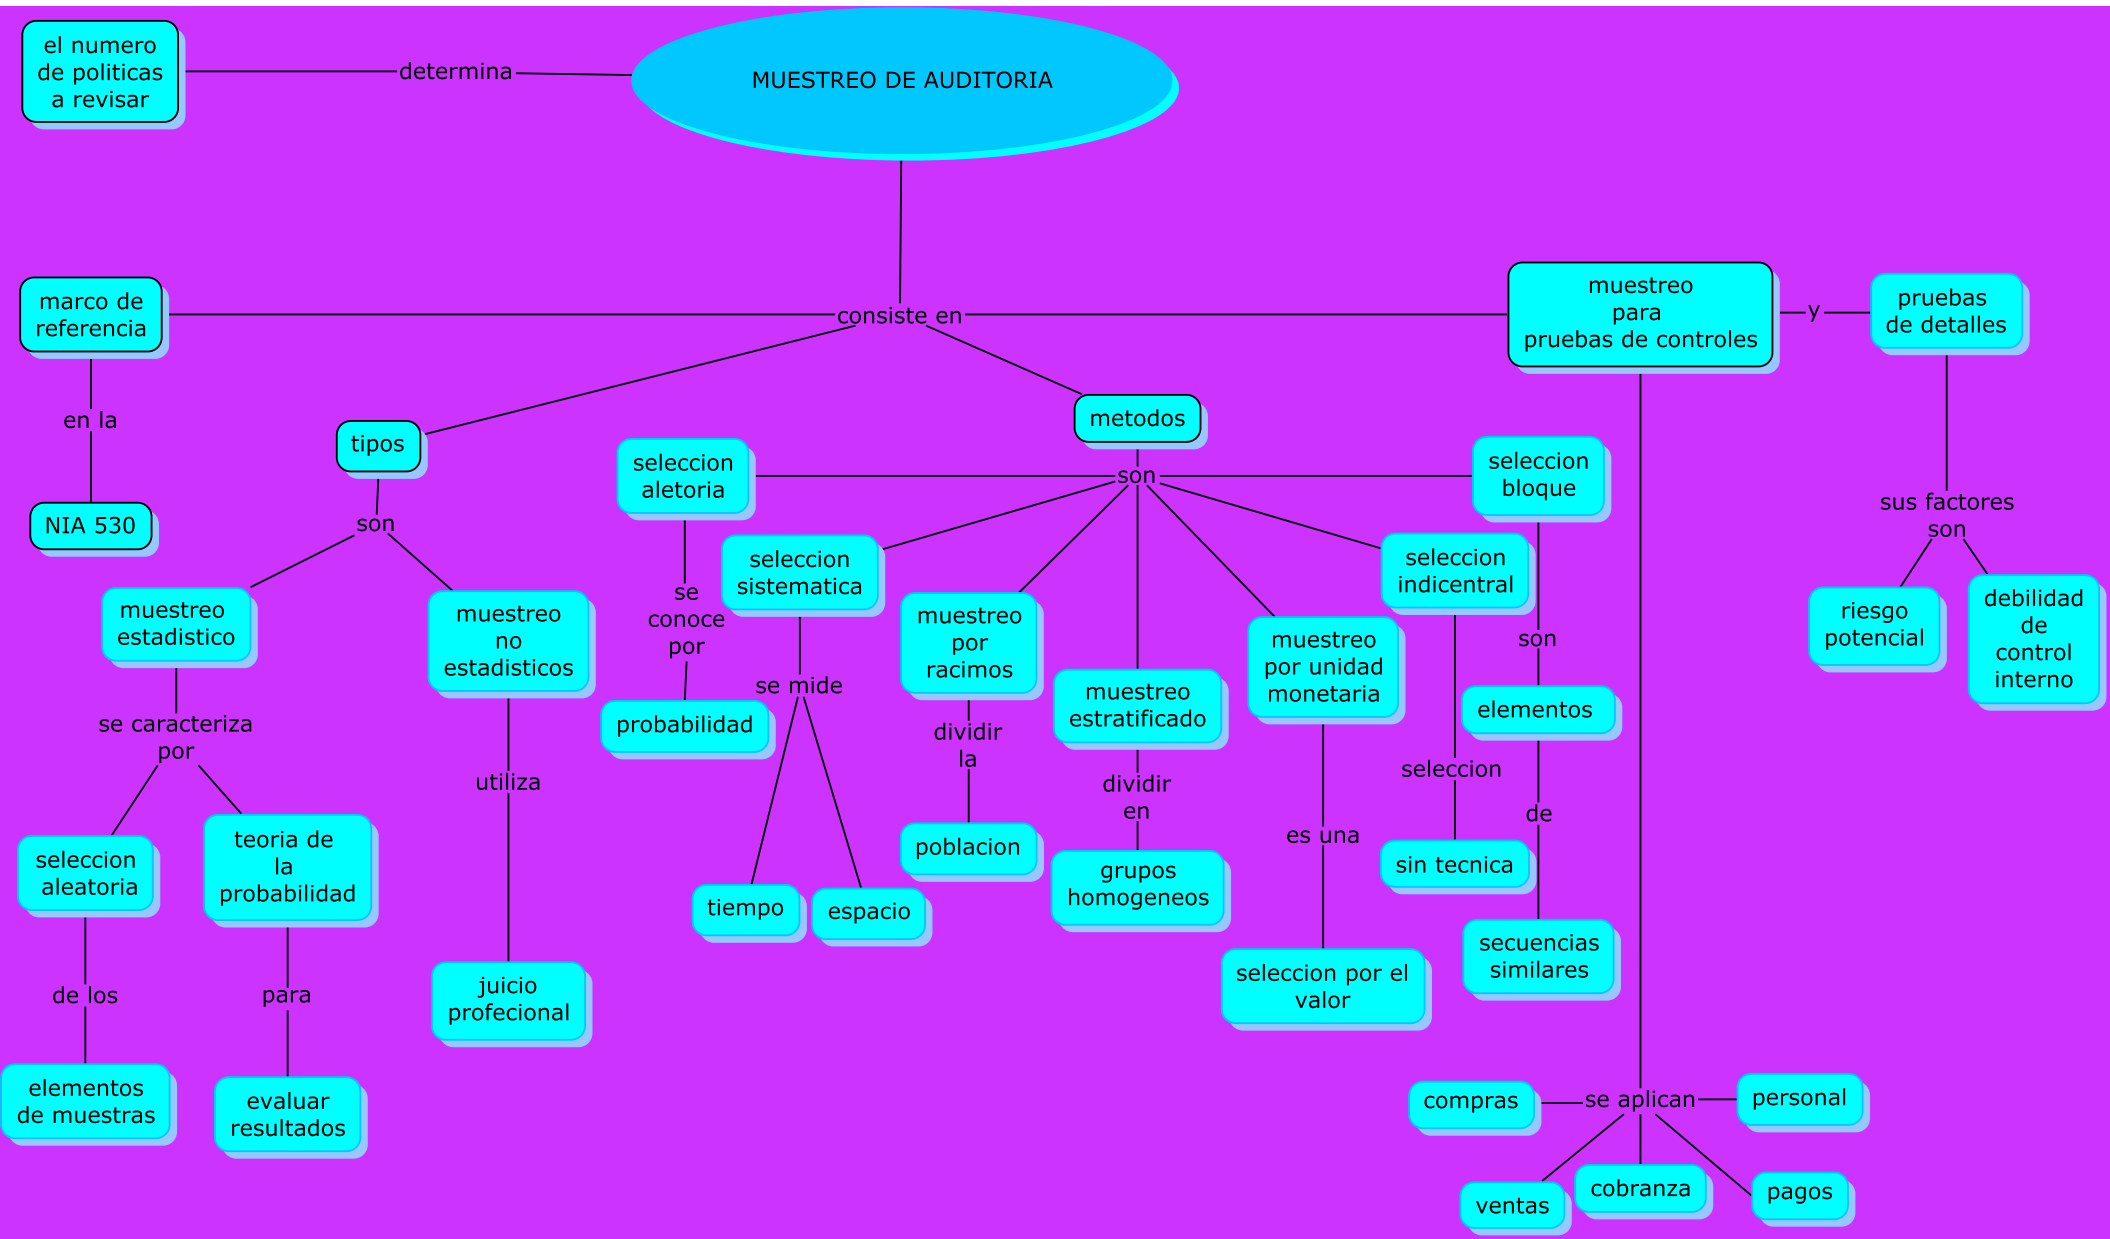 el numero
de politicas
a revisar
determina
MUESTREO DE AUDITORIA
marco de
referencia
consiste en
muestreo
para
pruebas de controles
y
pruebas
de detalles
en la
NIA 530
tipos
son
muestreo
estadistico
muestreo
no
estadisticos
se caracteriza
por
utiliza
seleccion
aleatoria
teoria de
la
probabilidad
de los
para
juicio
profecional
elementos
de muestras
evaluar
resultados
metodos
son
seleccion
aletoria
se
conoce
por
probabilidad
seleccion
sistematica
se mide
tiempo
espacio
muestreo
por
racimos
dividir
la
poblacion
muestreo
estratificado
dividir
en
grupos
homogeneos
muestreo
por unidad
monetaria
es una
seleccion por el
valor
seleccion
indicentral
seleccion
sin tecnica
seleccion
bloque
son
elementos
de
secuencias
similares
sus factores
son
riesgo
potencial
debilidad
de
control
interno
compras
se aplican
personal
ventas
cobranza
pagos